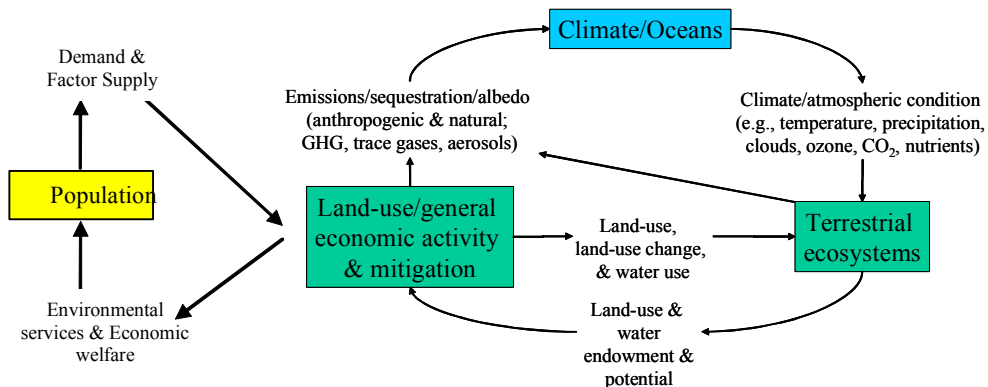 Climate/Oceans
Demand &
Factor Supply
Emissions/sequestration/albedo
(anthropogenic & natural;
GHG, trace gases, aerosols)
Climate/atmospheric condition
(e.g., temperature, precipitation,
clouds, ozone, CO₂, nutrients)
Population
Land-use/general
economic activity
& mitigation
Land-use,
land-use change,
& water use
Terrestrial
ecosystems
Environmental
services & Economic
welfare
Land-use &
water
endowment &
potential